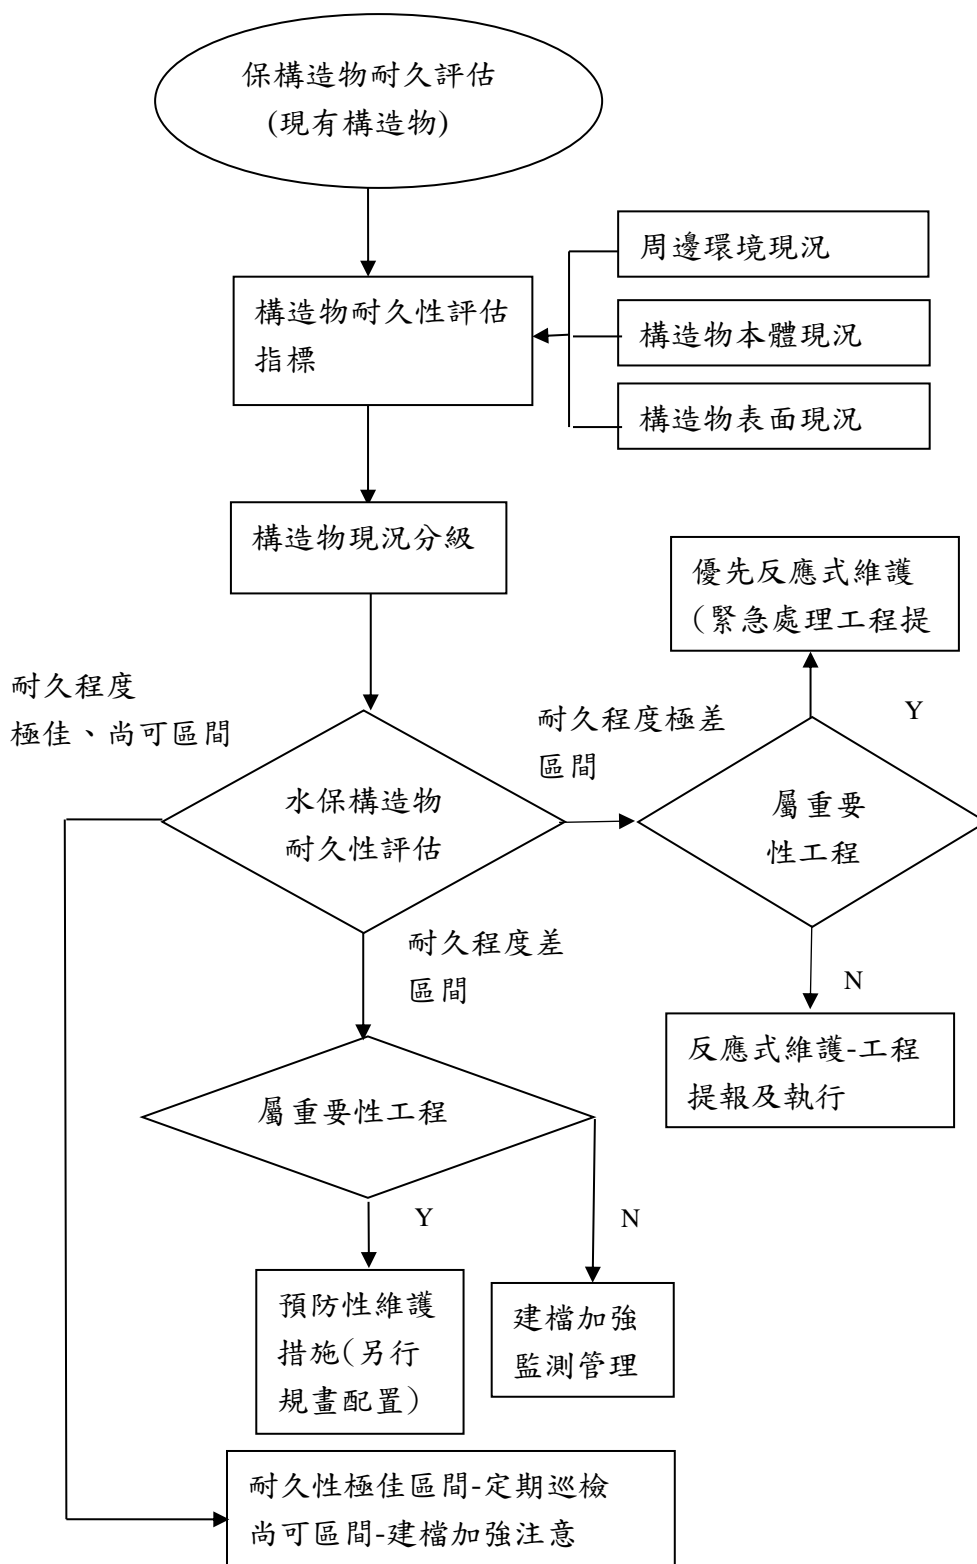 保構造物耐久評估
(現有構造物)
周邊環境現況
構造物耐久性評估
指標
構造物本體現況
構造物表面現況
構造物現況分級
優先反應式維護
(緊急處理工程提
耐久程度
極佳、尚可區間
耐久程度極差
區間
Y
水保構造物
耐久性評估
屬重要
性工程
耐久程度差
區間
N
反應式維護-工程
提報及執行
屬重要性工程
Y
N
預防性維護
措施(另行
規畫配置)
建檔加強
監測管理
耐久性極佳區間-定期巡檢
尚可區間-建檔加強注意